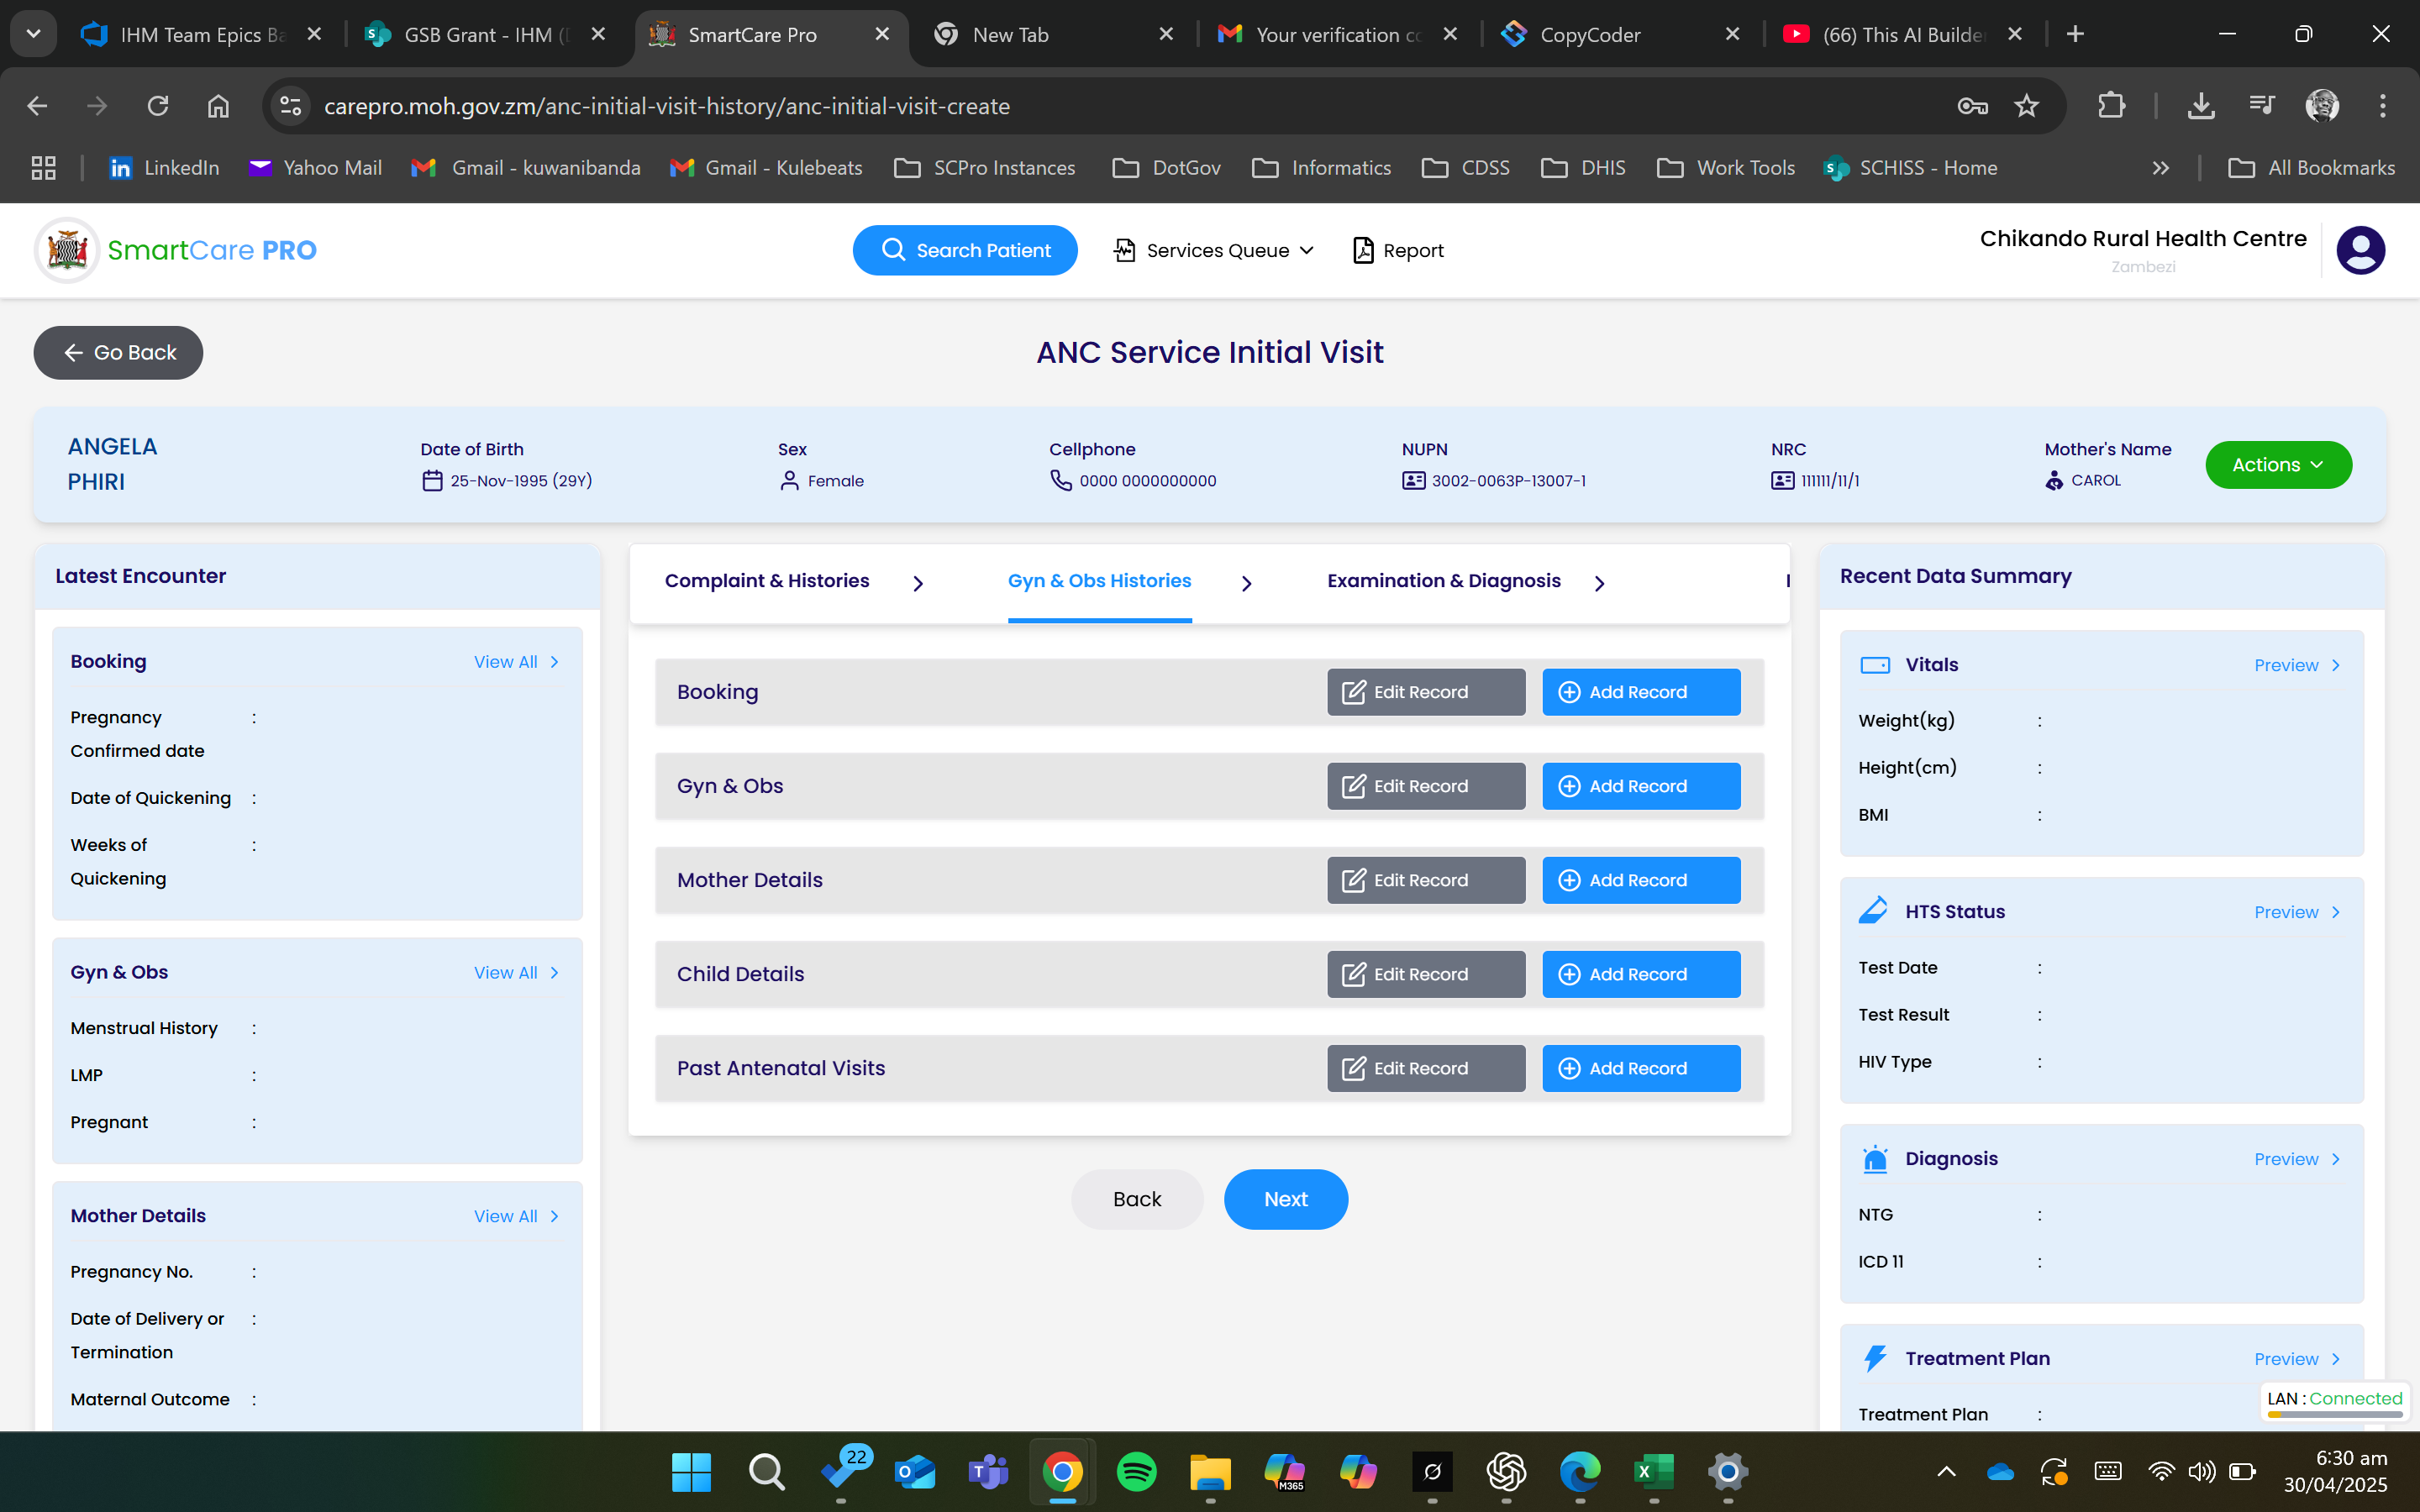 IHM Team Epics Ba
GSB Grant - IHM (
SmartCare Pro
New Tab
Your verification co
CopyCoder
(66) This AI Builde
carepro.moh.gov.zm/anc-initial-visit-history/anc-initial-visit-create
LinkedIn
Yahoo Mail
Gmail - kuwanibanda
Gmail - Kulebeats
SCPro Instances
DotGov
Informatics
CDSS
DHIS
Work Tools
SCHISS - Home
All Bookmarks
SmartCare PRO
Search Patient
Services Queue
Report
Chikando Rural Health Centre
Zambezi
Go Back
ANC Service Initial Visit
ANGELA
PHIRI
Date of Birth
25-Nov-1995 (29Y)
Sex
Female
Cellphone
0000 0000000000
NUPN
3002-0063P-13007-1
NRC
111111/11/1
Mother's Name
CAROL
Actions
Latest Encounter
Booking
View All
Pregnancy
Confirmed date
:
Date of Quickening :
Weeks of
Quickening
:
Gyn & Obs
View All
Menstrual History :
LMP :
Pregnant :
Mother Details
View All
Pregnancy No. :
Date of Delivery or
Termination
:
Maternal Outcome :
Complaint & Histories
Gyn & Obs Histories
Examination & Diagnosis
Booking
Edit Record
Add Record
Gyn & Obs
Edit Record
Add Record
Mother Details
Edit Record
Add Record
Child Details
Edit Record
Add Record
Past Antenatal Visits
Edit Record
Add Record
Back
Next
Recent Data Summary
Vitals
Preview
Weight(kg) :
Height(cm) :
BMI :
HTS Status
Preview
Test Date :
Test Result :
HIV Type :
Diagnosis
Preview
NTG :
ICD 11 :
Treatment Plan
Preview
Treatment Plan :
LAN : Connected
22
M365
6:30 am
30/04/2025